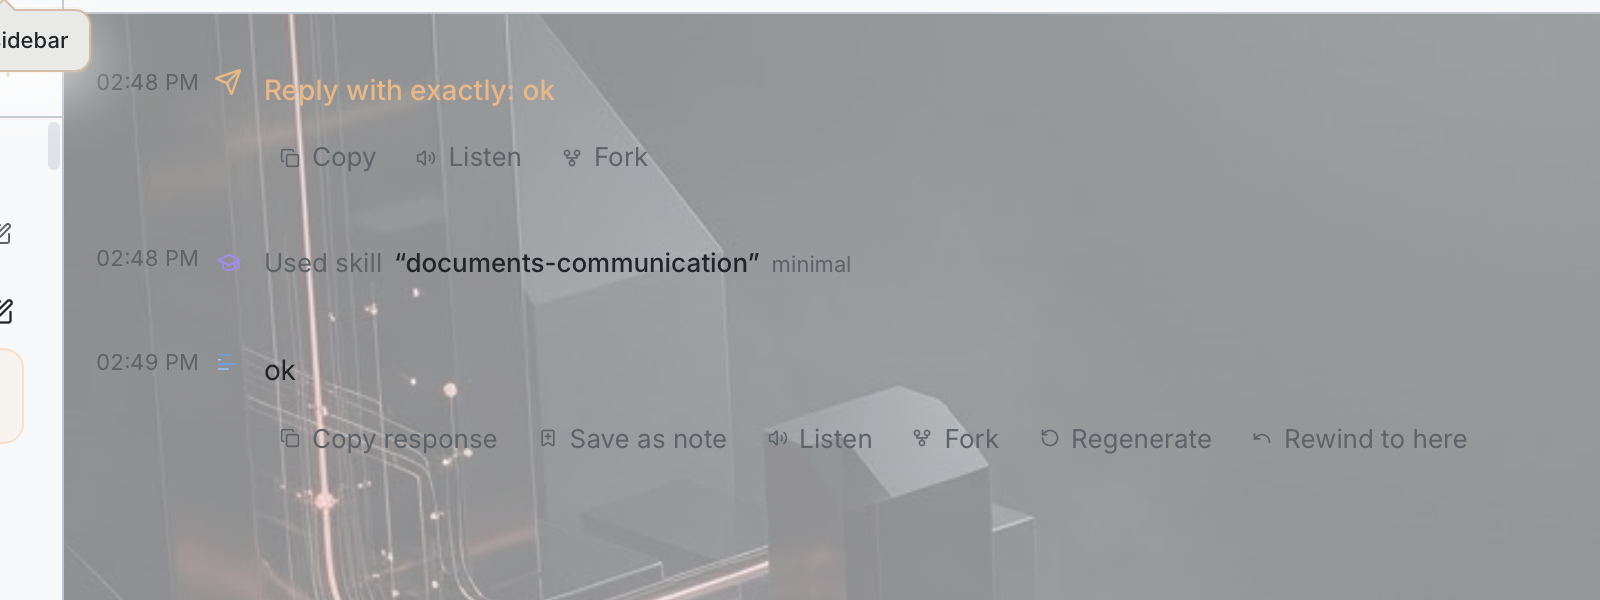 idebar
02:48 PM Reply with exactly: ok
Copy Listen Fork
02:48 PM Used skill “documents-communication” minimal
02:49 PM ok
Copy response Save as note Listen Fork Regenerate Rewind to here